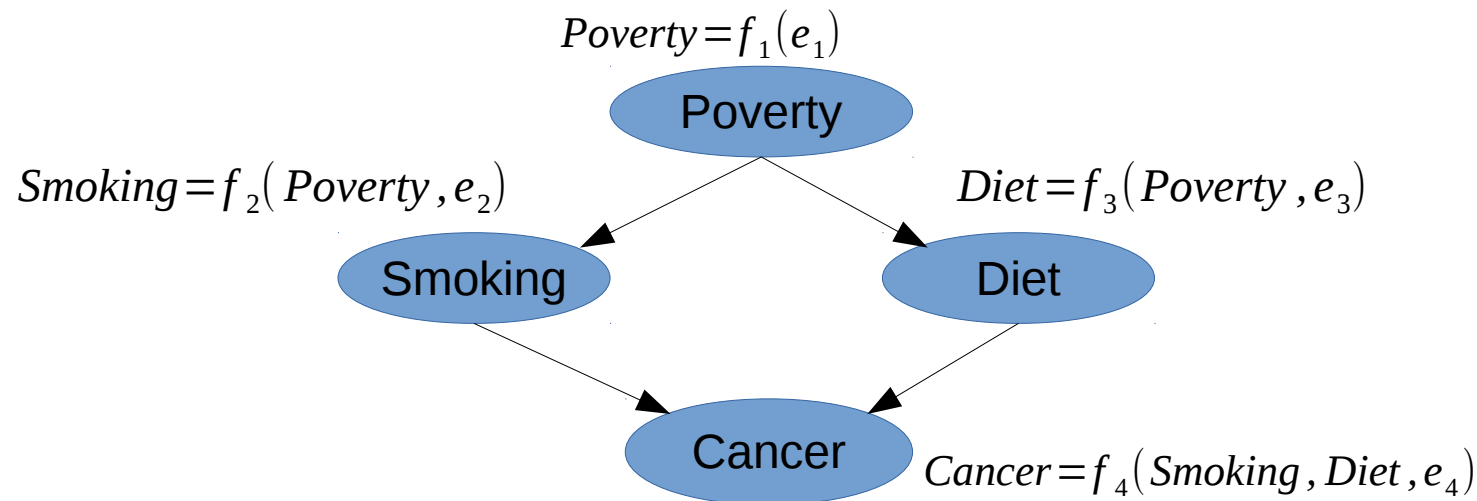 Poverty=f₁(e₁)
Poverty
Smoking=f₂(Poverty,e₂)
Diet=f₃(Poverty,e₃)
Smoking
Diet
Cancer
Cancer=f₄(Smoking,Diet,e₄)